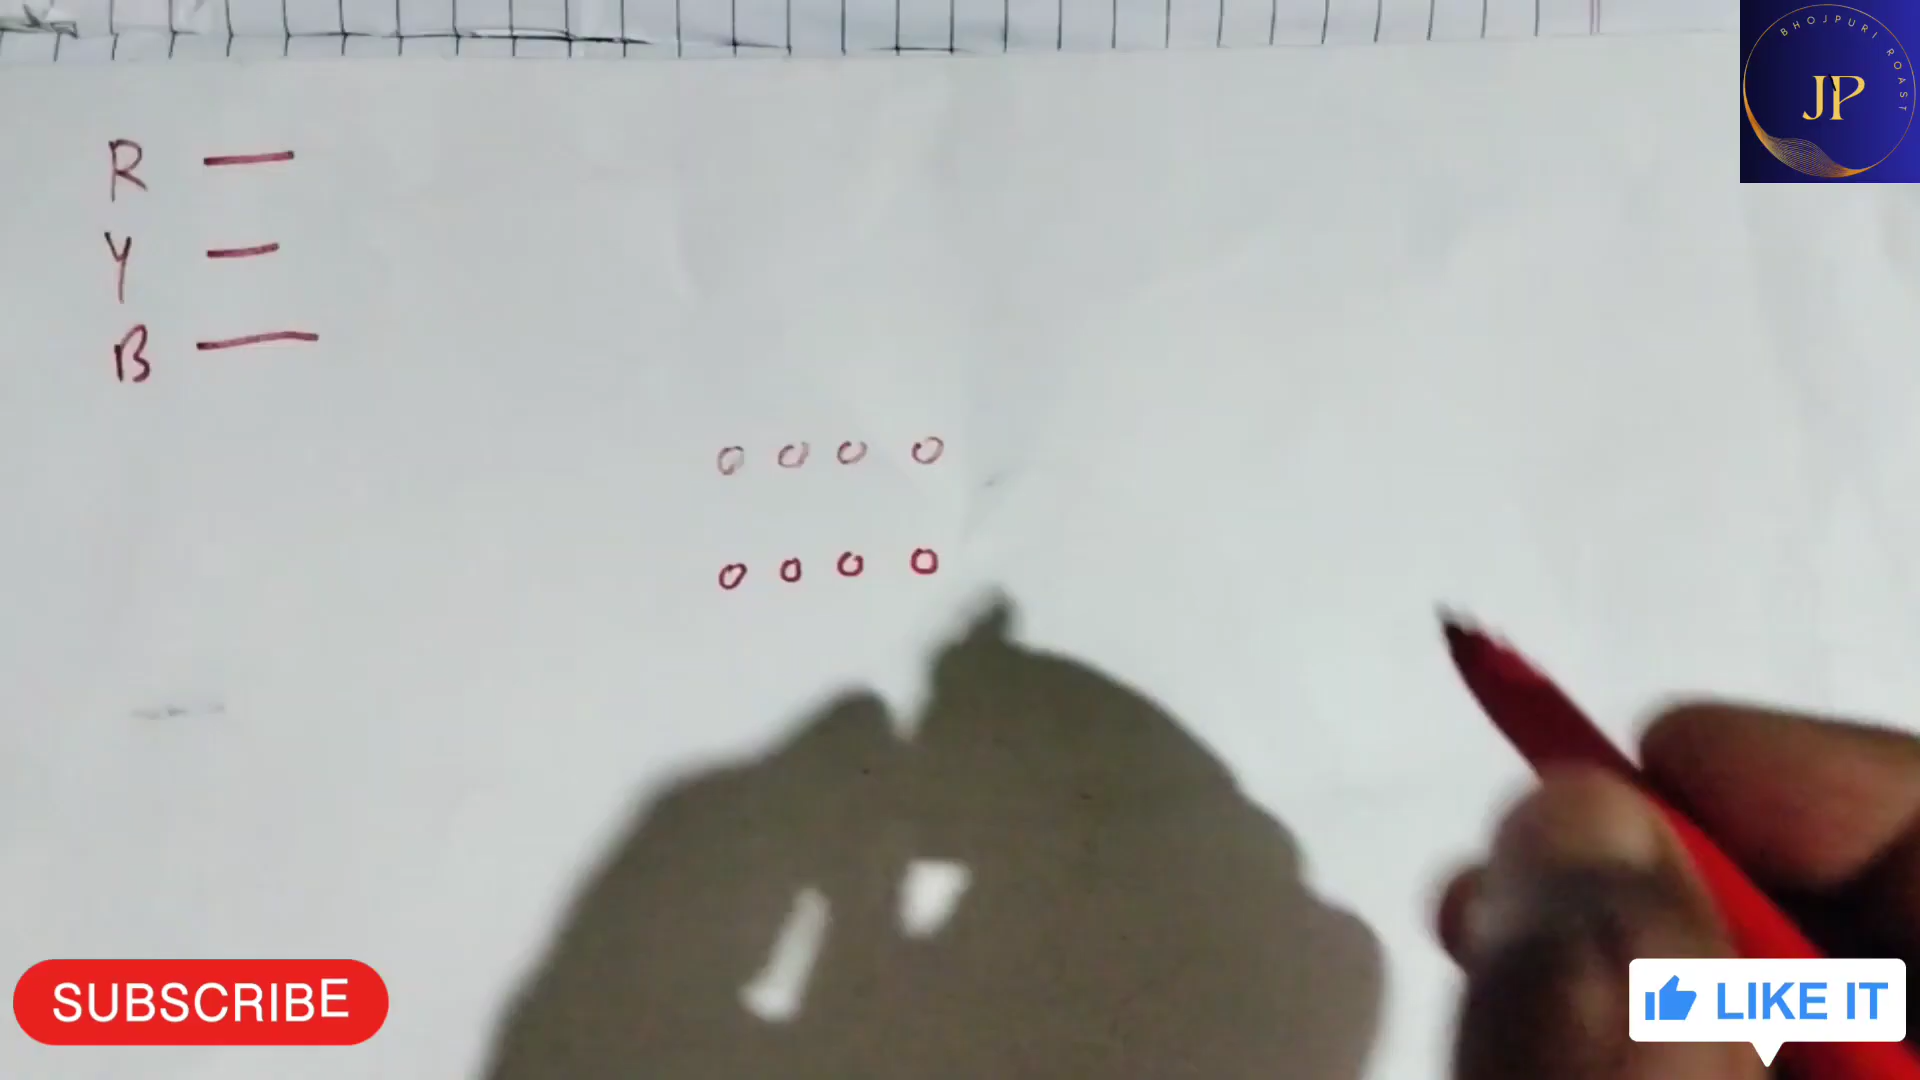 R —
Y —
B —
o o o o
o o o o
BHOJPURI ROAST
JP
SUBSCRIBE
LIKE IT